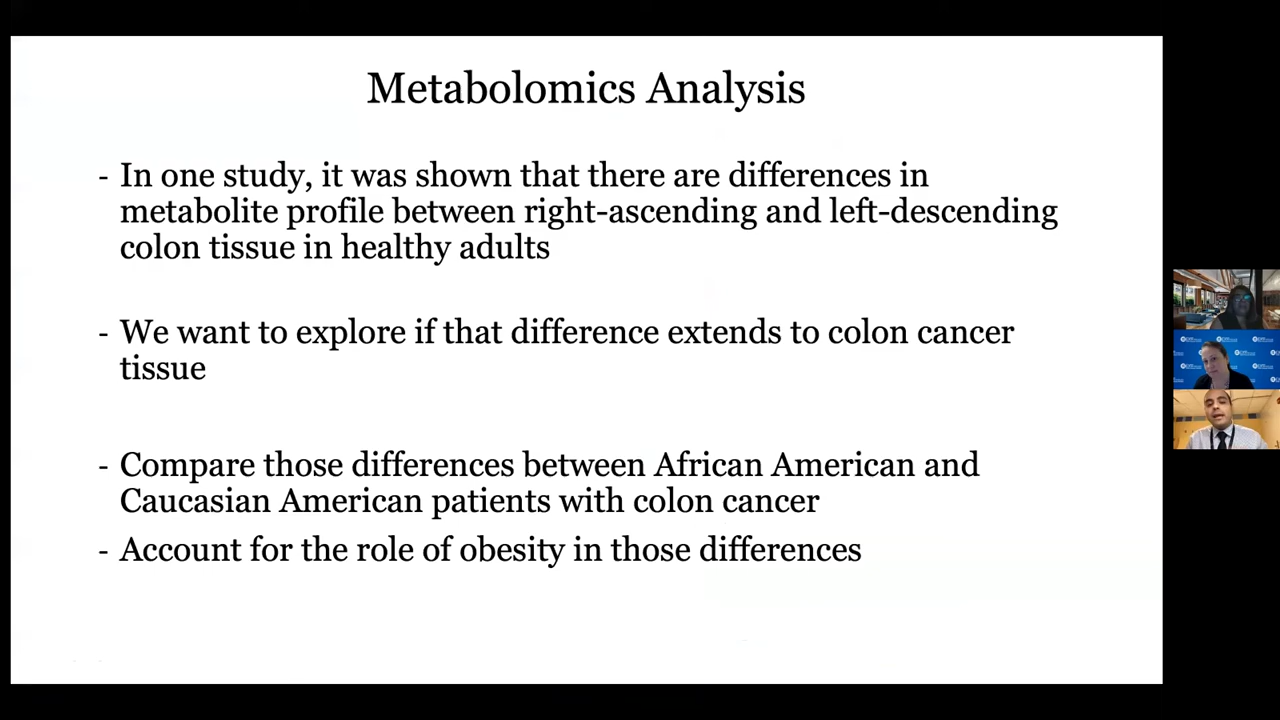 Metabolomics Analysis
- In one study, it was shown that there are differences in
metabolite profile between right-ascending and left-descending
colon tissue in healthy adults
- We want to explore if that difference extends to colon cancer
tissue
- Compare those differences between African American and
Caucasian American patients with colon cancer
- Account for the role of obesity in those differences